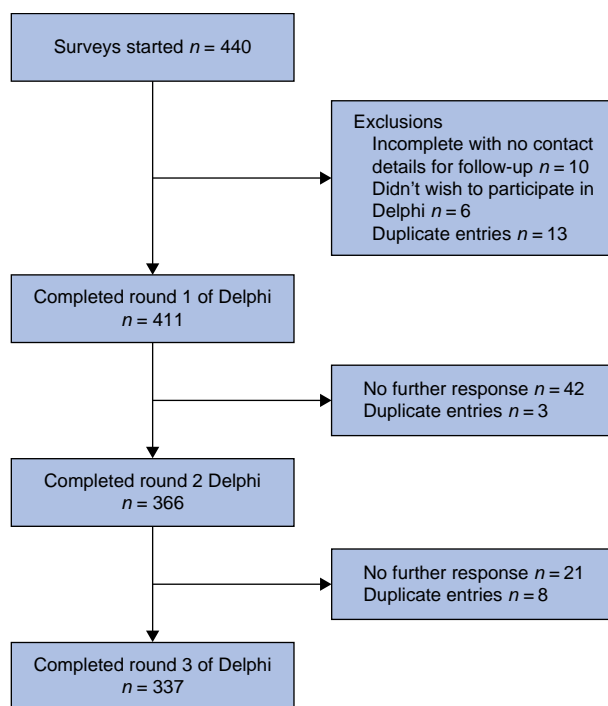 Surveys started n = 440
Exclusions
Incomplete with no contact
details for follow-up n = 10
Didn't wish to participate in
Delphi n = 6
Duplicate entries n = 13
Completed round 1 of Delphi
n = 411
No further response n = 42
Duplicate entries n = 3
Completed round 2 Delphi
n = 366
No further response n = 21
Duplicate entries n = 8
Completed round 3 of Delphi
n = 337